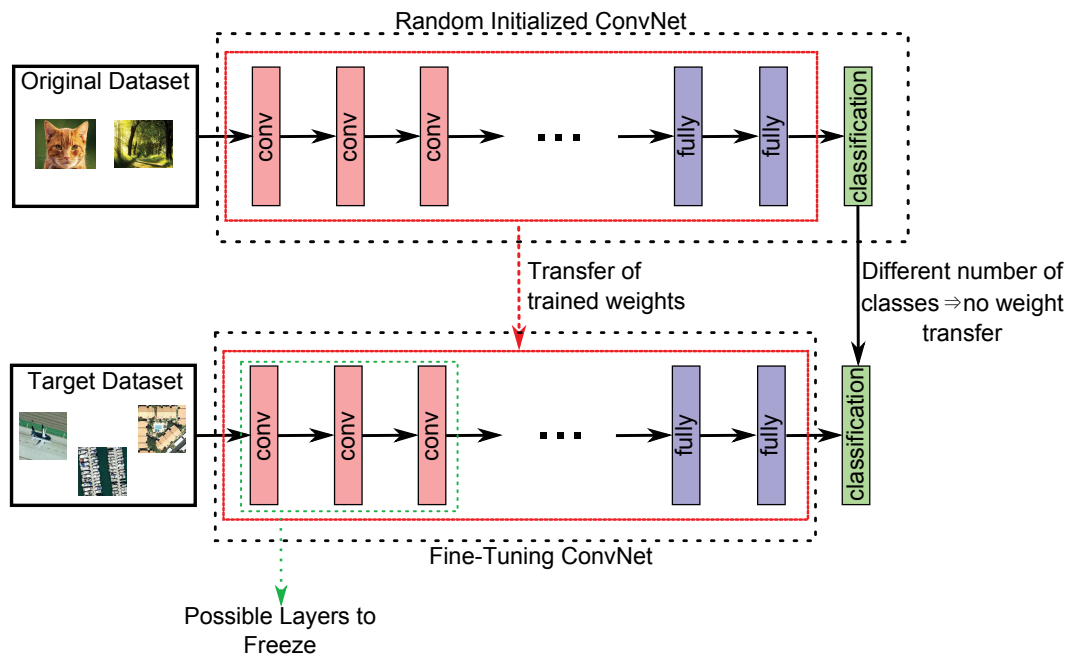 Random Initialized ConvNet
Original Dataset
conv
conv
conv
...
fully
fully
classification
Transfer of
trained weights
Different number of
classes ⇒no weight
transfer
Target Dataset
conv
conv
conv
...
fully
fully
classification
Fine-Tuning ConvNet
Possible Layers to
Freeze